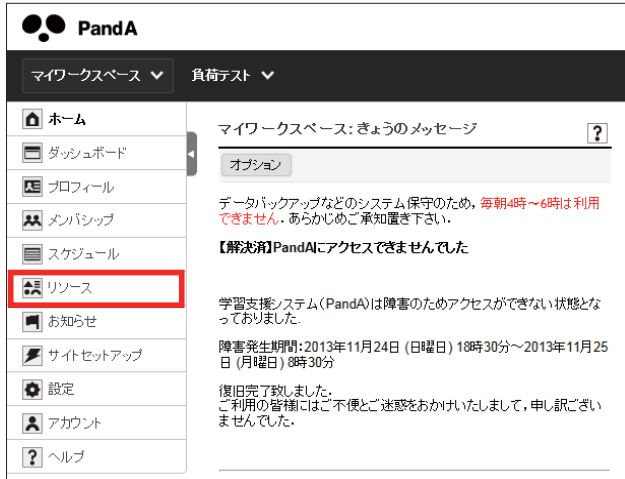 PandA
マイワークスペース
負荷テスト
ホーム
ダッシュボード
プロフィール
メンバシップ
スケジュール
リソース
お知らせ
サイトセットアップ
設定
アカウント
?
ヘルプ
マイワークスペース: きょうのメッセージ
?
オプション
データバックアップなどのシステム保守のため，毎朝4時～6時は利用
できません．あらかじめご承知置き下さい．
【解決済】PandAにアクセスできませんでした
学習支援システム（PandA）は障害のためアクセスができない状態とな
っておりました．
障害発生期間：2013年11月24日 (日曜日) 18時30分～2013年11月25
日 (月曜日) 8時30分
復旧完了致しました．
ご利用の皆様にはご不便とご迷惑をおかけいたしまして，申し訳ござい
ませんでした．